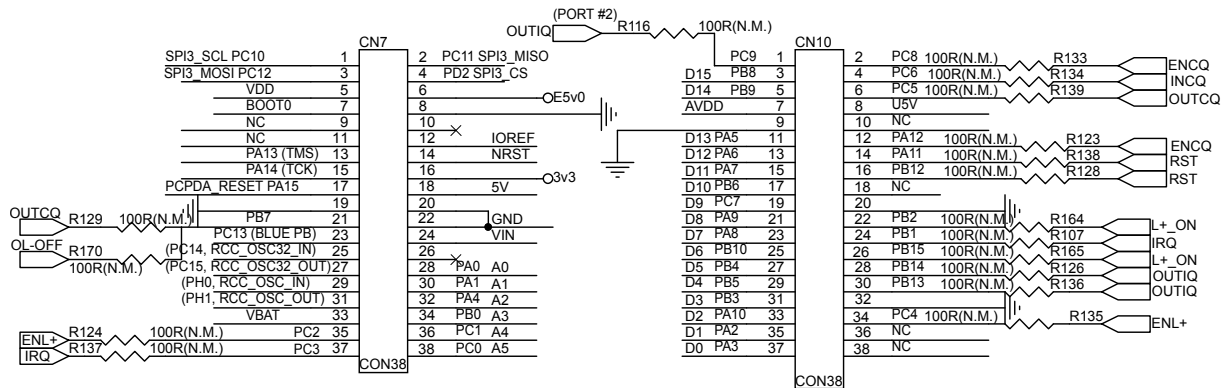 (PORT #2)
OUTIQ R116 100R(N.M.)
CN7
SPI3_SCL PC10 1 2 PC11 SPI3_MISO
SPI3_MOSI PC12 3 4 PD2 SPI3_CS
VDD 5 6 E5v0
BOOT0 7 8
NC 9 10
NC 11 12 IOREF
PA13 (TMS) 13 14 NRST
PA14 (TCK) 15 16 3v3
PCPDA_RESET PA15 17 18 5V
19 20
OUTCQ R129 100R(N.M.) PB7 21 22 GND
PC13 (BLUE PB) 23 24 VIN
OL-OFF R170 100R(N.M.) (PC14, RCC_OSC32_IN) 25 26
(PC15, RCC_OSC32_OUT) 27 28 PA0 A0
(PH0, RCC_OSC_IN) 29 30 PA1 A1
(PH1, RCC_OSC_OUT) 31 32 PA4 A2
VBAT 33 34 PB0 A3
ENL+ R124 100R(N.M.) PC2 35 36 PC1 A4
IRQ R137 100R(N.M.) PC3 37 38 PC0 A5
CON38
CN10
PC9 1 2 PC8 100R(N.M.) R133 ENCQ
D15 PB8 3 4 PC6 100R(N.M.) R134 INCQ
D14 PB9 5 6 PC5 100R(N.M.) R139 OUTCQ
AVDD 7 8 U5V
9 10 NC
D13 PA5 11 12 PA12 100R(N.M.) R123 ENCQ
D12 PA6 13 14 PA11 100R(N.M.) R138 RST
D11 PA7 15 16 PB12 100R(N.M.) R128 RST
D10 PB6 17 18 NC
D9 PC7 19 20
D8 PA9 21 22 PB2 100R(N.M.) R164 L+_ON
D7 PA8 23 24 PB1 100R(N.M.) R107 IRQ
D6 PB10 25 26 PB15 100R(N.M.) R165 L+_ON
D5 PB4 27 28 PB14 100R(N.M.) R126 OUTIQ
D4 PB5 29 30 PB13 100R(N.M.) R136 OUTIQ
D3 PB3 31 32
D2 PA10 33 34 PC4 100R(N.M.) R135 ENL+
D1 PA2 35 36 NC
D0 PA3 37 38 NC
CON38